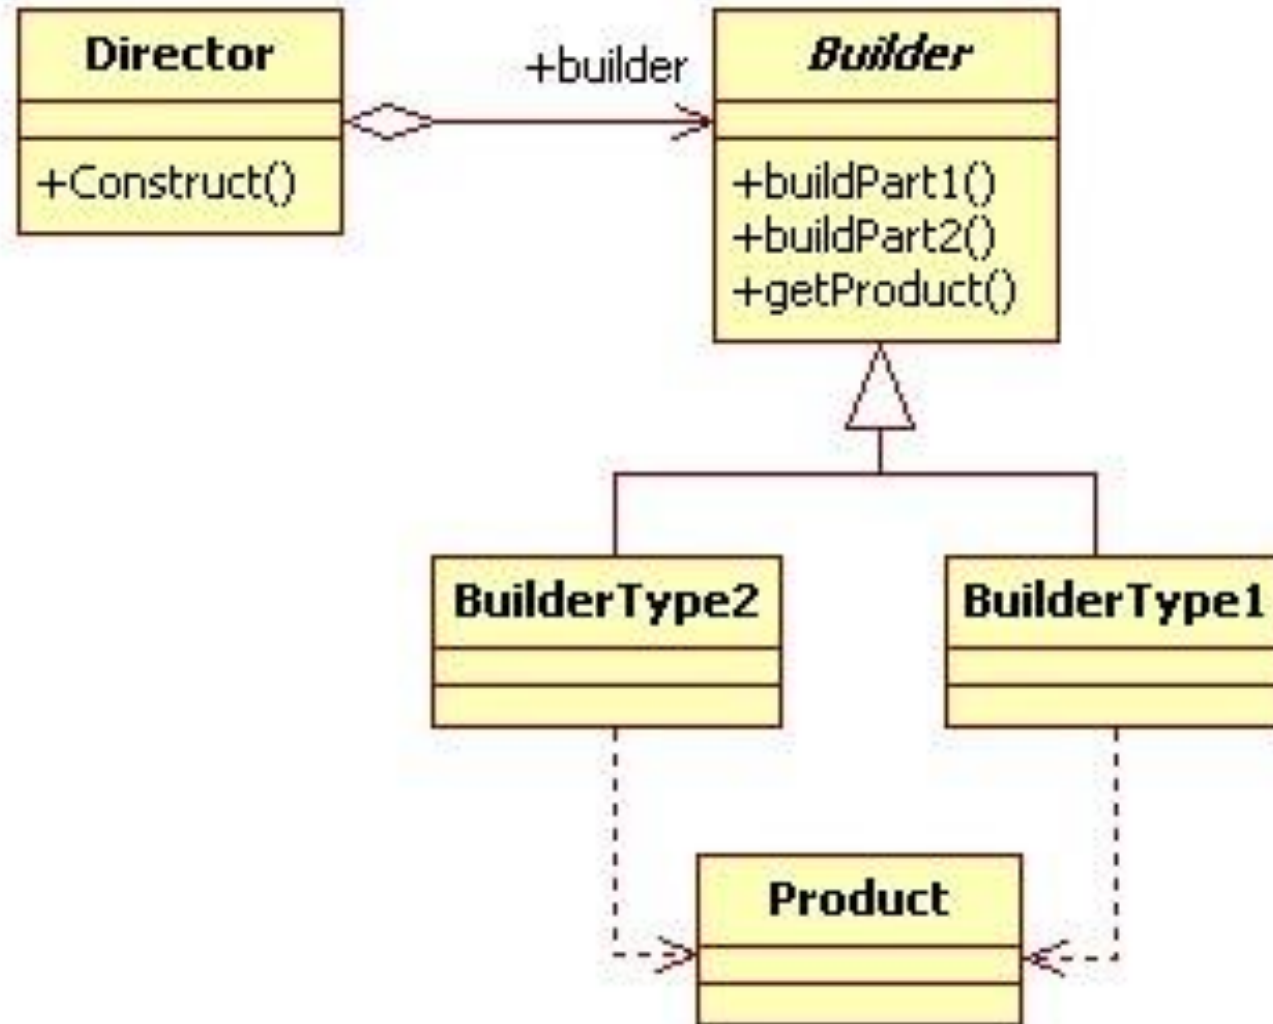 Director
+Construct()
+builder
Builder
+buildPart1()
+buildPart2()
+getProduct()
BuilderType2
BuilderType1
Product